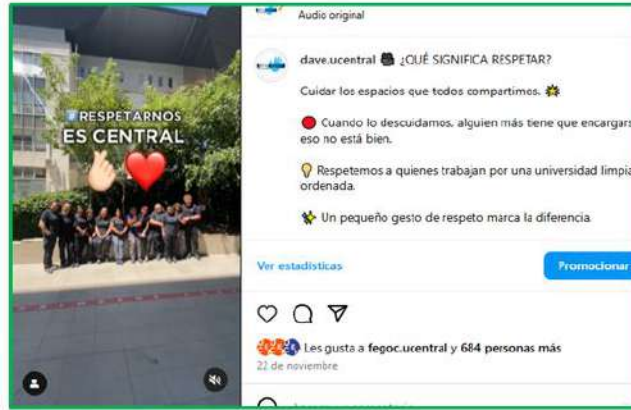 #RESPETARNOS
ES CENTRAL
Audio original
dave.ucentral ¿QUÉ SIGNIFICA RESPETAR?
Cuidar los espacios que todos compartimos.
Cuando lo descuidamos, alguien más tiene que encargars
eso no está bien.
Respetemos a quienes trabajan por una universidad limpia
ordenada.
Un pequeño gesto de respeto marca la diferencia.
Ver estadísticas
Promocionar
Les gusta a fegoc.ucentral y 684 personas más
22 de noviembre